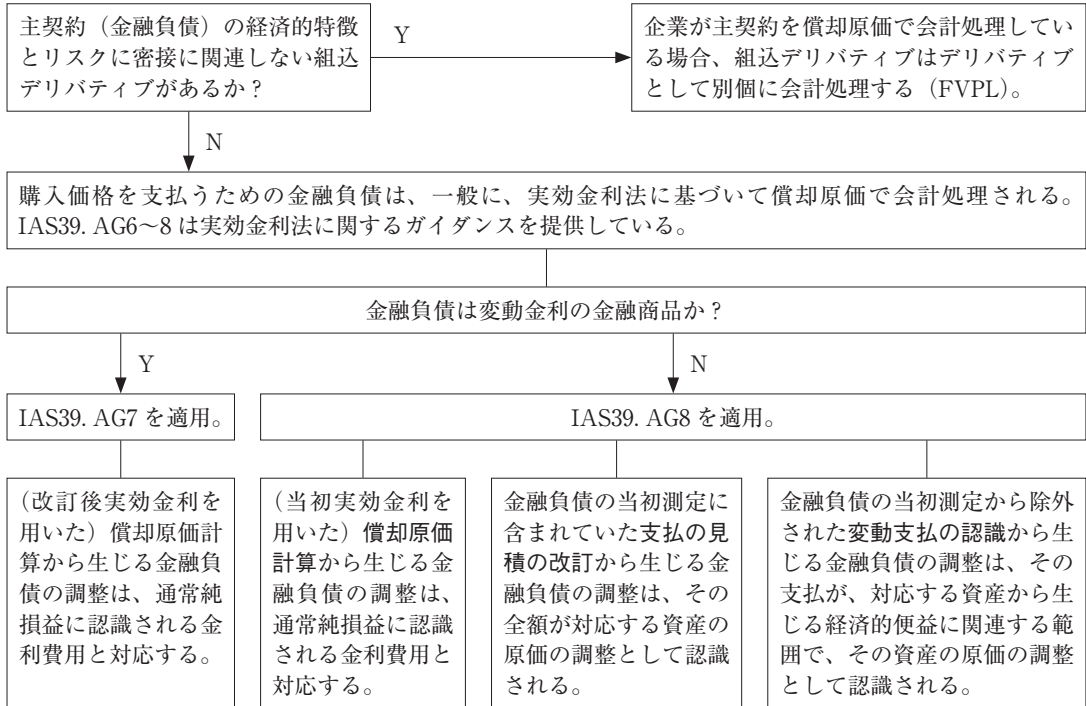 主契約（金融負債）の経済的特徴
とリスクに密接に関連しない組込
デリバティブがあるか？
Y
企業が主契約を償却原価で会計処理してい
る場合、組込デリバティブはデリバティブ
として別個に会計処理する（FVPL）。
N
購入価格を支払うための金融負債は、一般に、実効金利法に基づいて償却原価で会計処理される。
IAS39. AG6〜8 は実効金利法に関するガイダンスを提供している。
金融負債は変動金利の金融商品か？
Y
N
IAS39. AG7 を適用。
IAS39. AG8 を適用。
(改訂後実効金利を
用いた）償却原価計
算から生じる金融負
債の調整は、通常純
損益に認識される金
利費用と対応する。
(当初実効金利を
用いた）償却原価
計算から生じる金
融負債の調整は、
通常純損益に認識
される金利費用と
対応する。
金融負債の当初測定に
含まれていた支払の見
積の改訂から生じる金
融負債の調整は、その
全額が対応する資産の
原価の調整として認識
される。
金融負債の当初測定から除外
された変動支払の認識から生
じる金融負債の調整は、その
支払が、対応する資産から生
じる経済的便益に関連する範
囲で、その資産の原価の調整
として認識される。